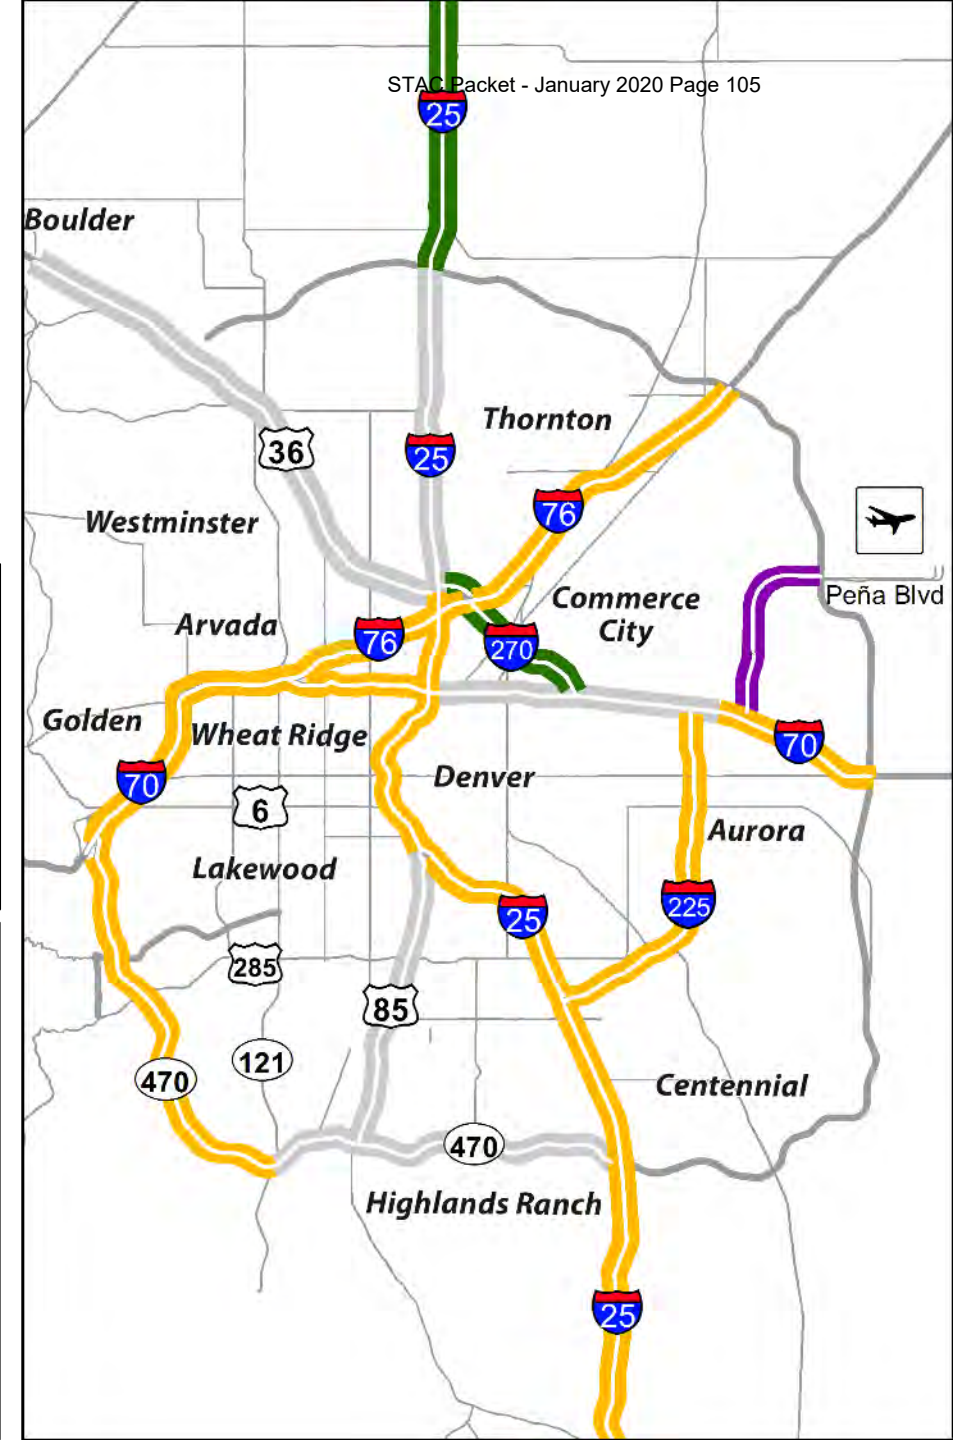 STAC Packet - January 2020 Page 105
25
Boulder
Thornton
36
25
76
Westminster
Peña Blvd
Commerce
City
Arvada
76
270
Golden
Wheat Ridge
70
70
Denver
6
Aurora
Lakewood
225
25
285
85
121
470
Centennial
470
Highlands Ranch
25